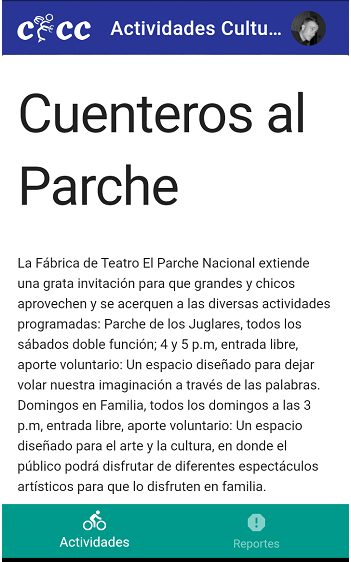 cicc
Actividades Cultu...
Cuenteros al
Parche
La Fábrica de Teatro El Parche Nacional extiende
una grata invitación para que grandes y chicos
aprovechen y se acerquen a las diversas actividades
programadas: Parche de los Juglares, todos los
sábados doble función; 4 y 5 p.m, entrada libre,
aporte voluntario: Un espacio diseñado para dejar
volar nuestra imaginación a través de las palabras.
Domingos en Familia, todos los domingos a las 3
p.m, entrada libre, aporte voluntario: Un espacio
diseñado para el arte y la cultura, en donde el
público podrá disfrutar de diferentes espectáculos
artísticos para que lo disfruten en familia.
Actividades
Reportes